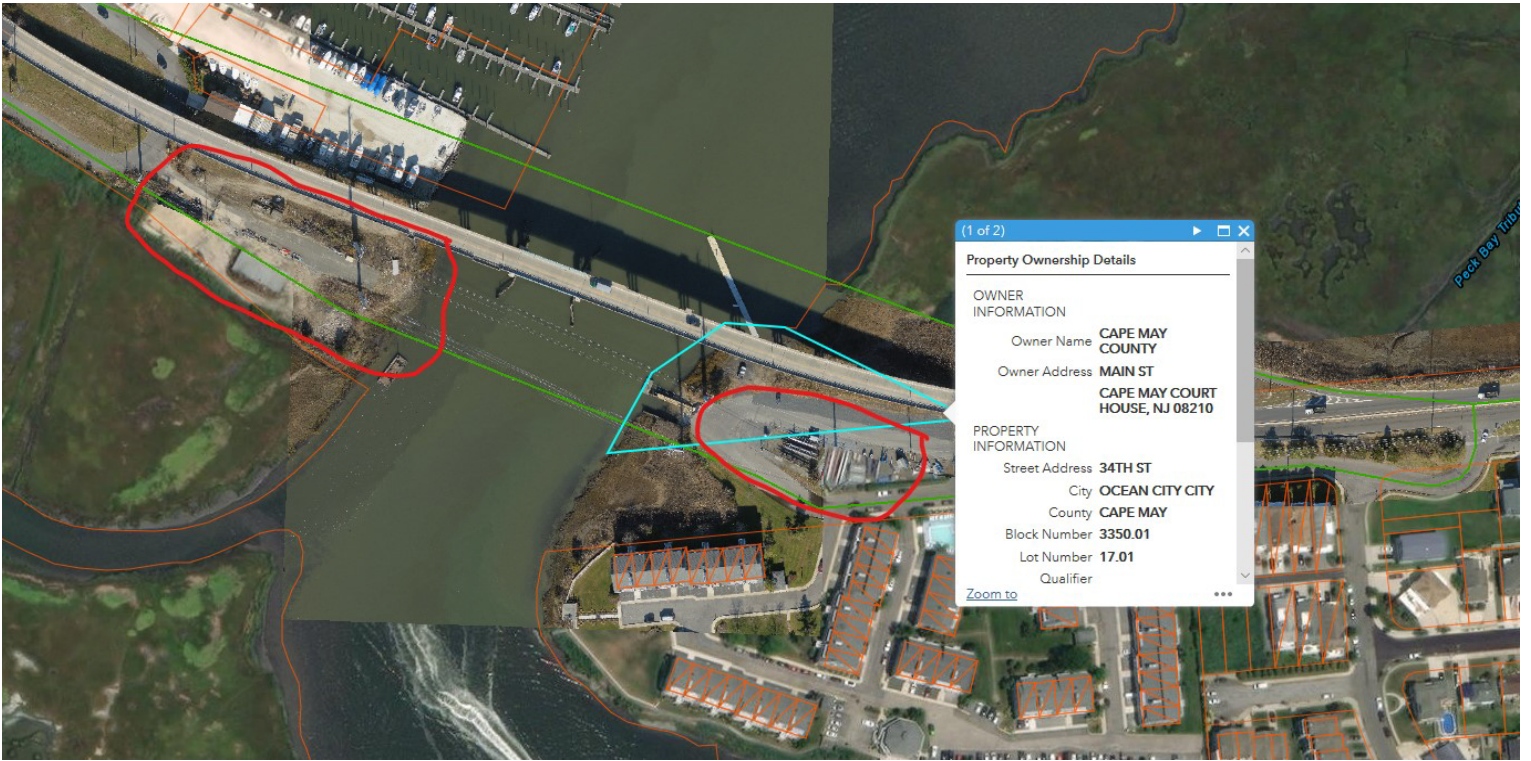 (1 of 2)
Property Ownership Details
OWNER
INFORMATION
Owner Name CAPE MAY
COUNTY
Owner Address MAIN ST
CAPE MAY COURT
HOUSE, NJ 08210
PROPERTY
INFORMATION
Street Address 34TH ST
City OCEAN CITY CITY
County CAPE MAY
Block Number 3350.01
Lot Number 17.01
Qualifier
Zoom to
Peck Bay